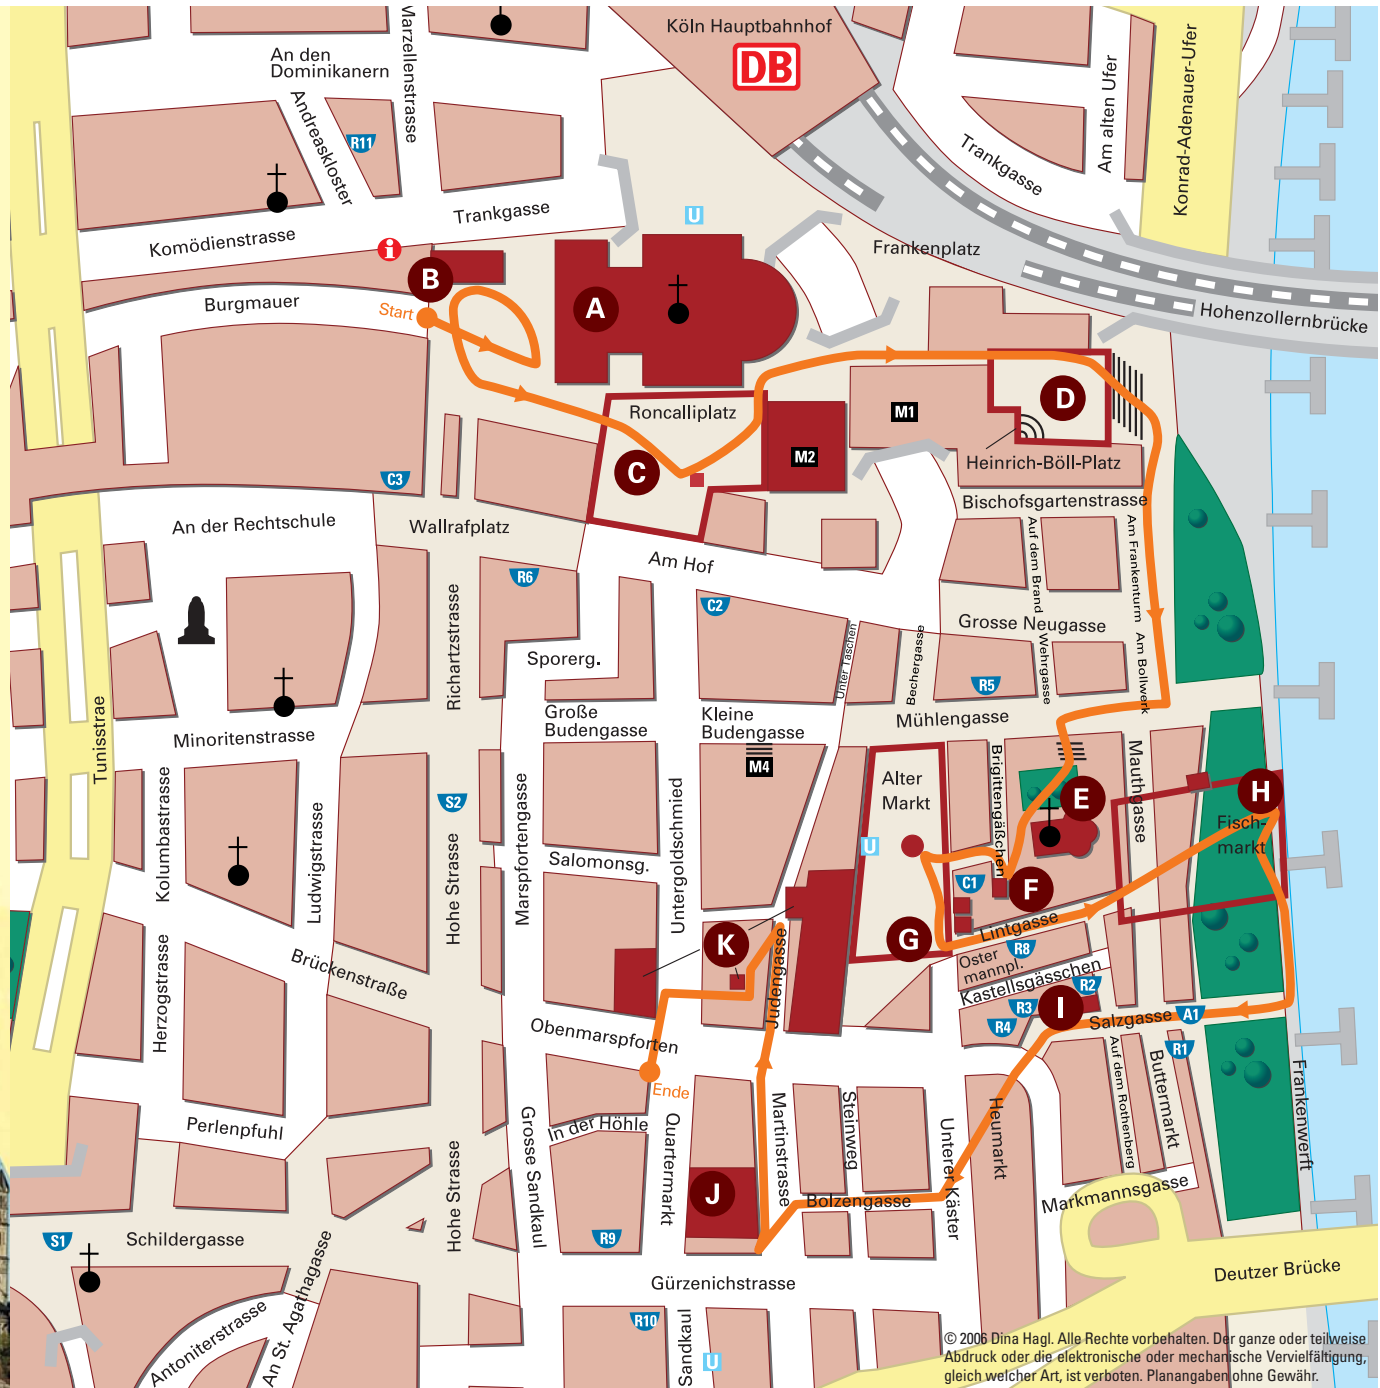 Köln Hauptbahnhof
DB
An den
Dominikanern
Marzellenstrasse
Andreaskloster
R11
Trankgasse
Komödienstrasse
i
U
Trankgasse
Am alten Ufer
Konrad-Adenauer-Ufer
Frankenplatz
Hohenzollernbrücke
B
A
Burgmauer
Start
Roncalliplatz
M1
D
C
M2
Heinrich-Böll-Platz
C3
Bischofsgartenstrasse
An der Rechtschule
Wallrafplatz
Am Hof
Auf dem Brand
Am Frankenturm
R6
C2
Richartzstrasse
Grosse Neugasse
Unter Taschen
Bechergasse
Wehrgasse
Am Bollwerk
Sporerg.
R5
Große
Budengasse
Kleine
Budengasse
Mühlengasse
Tunisstrae
Minoritenstrasse
M4
Alter
Markt
Brigittengäßchen
E
Mauthgasse
H
Fisch-
markt
Kolumbastrasse
Ludwigstrasse
S2
Hohe Strasse
Marspfortengasse
Salomonsg.
Untergoldschmied
U
C1
F
Lintgasse
G
K
Judengasse
Oster
mannpl.
R8
Kastellsgässchen
R2
R3
R4
I
Salzgasse
A1
R1
Herzogstrasse
Brückenstraße
Obenmarspforten
Ende
Auf dem Rothenberg
Buttermarkt
Frankenwerft
Perlenpfuhl
In der Höhle
Grosse Sandkaul
Quartermarkt
Martinstrasse
Steinweg
Unterer Käster
Heumarkt
Hohe Strasse
J
Bolzengasse
Markmannsgasse
S1
Schildergasse
R9
Gürzenichstrasse
Deutzer Brücke
An St. Agathagasse
Antoniterstrasse
R10
Sandkaul
U
© 2006 Dina Hagl. Alle Rechte vorbehalten. Der ganze oder teilweise
Abdruck oder die elektronische oder mechanische Vervielfältigung,
gleich welcher Art, ist verboten. Planangaben ohne Gewähr.